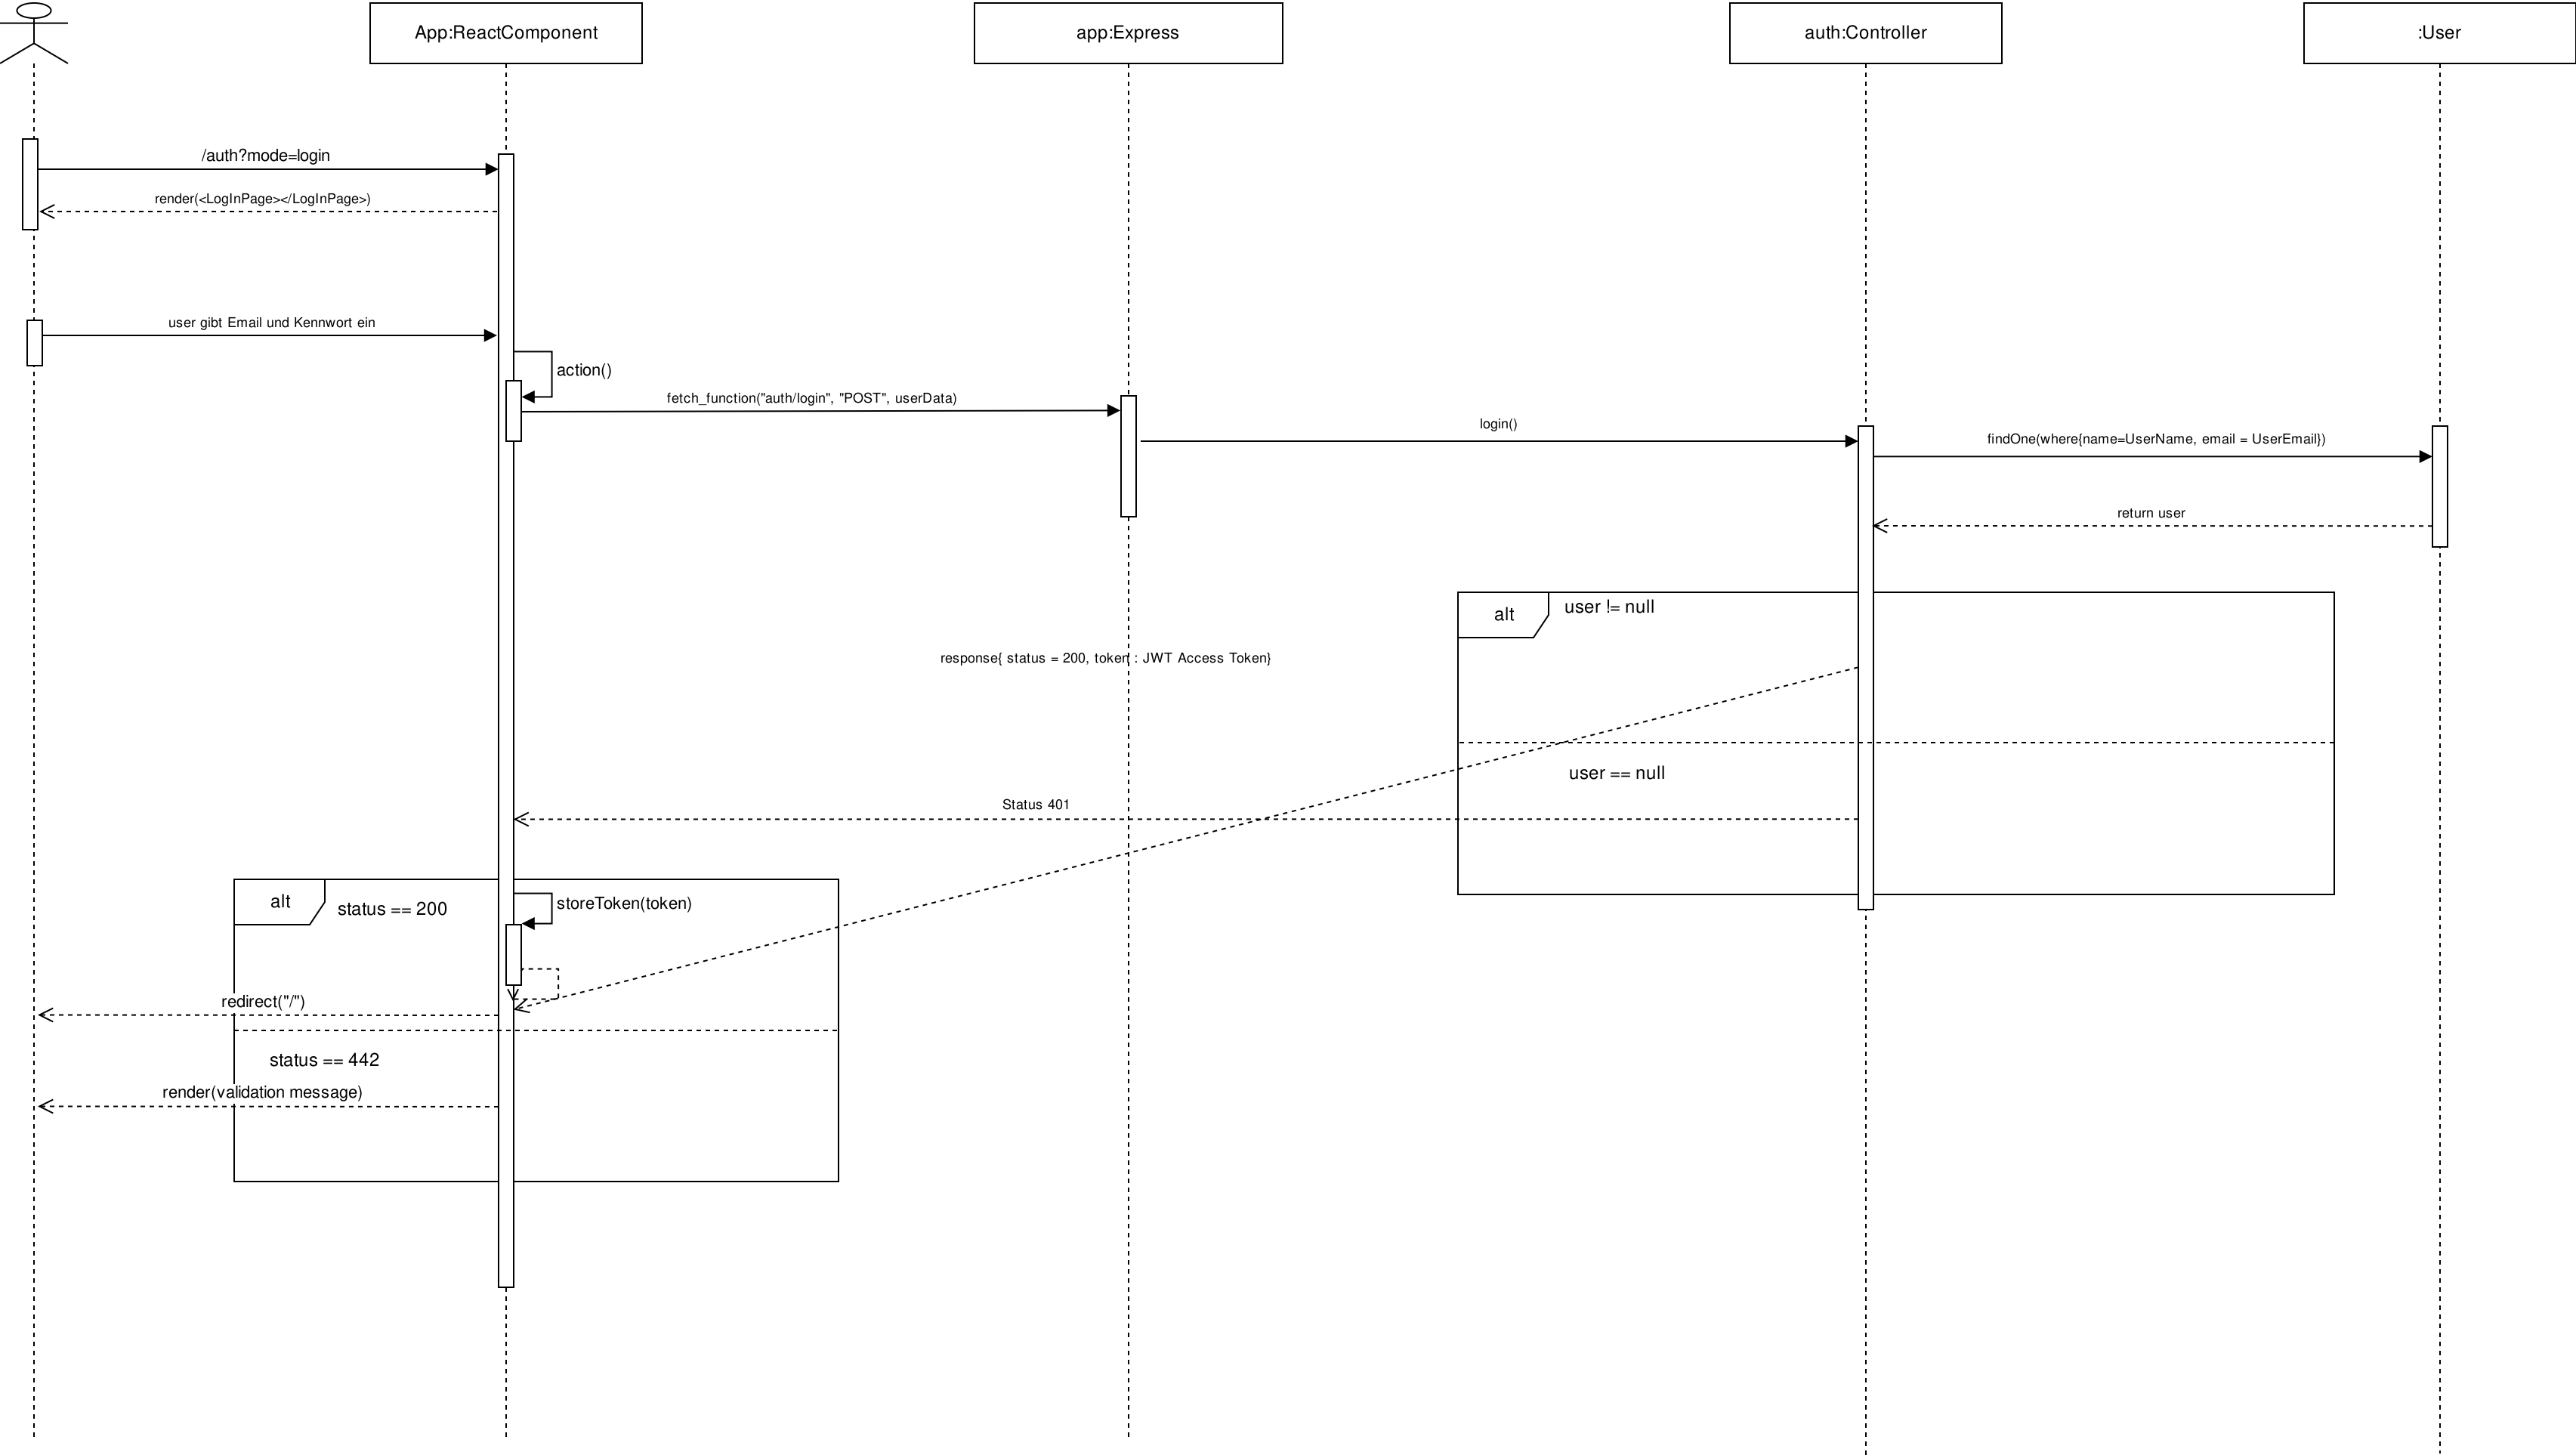 App:ReactComponent
app:Express
auth:Controller
:User
/auth?mode=login
render(<LogInPage></LogInPage>)
user gibt Email und Kennwort ein
action()
fetch_function("auth/login", "POST", userData)
login()
findOne(where{name=UserName, email = UserEmail})
return user
alt
user != null
response{ status = 200, token : JWT Access Token}
user == null
Status 401
alt
status == 200
storeToken(token)
redirect("/")
status == 442
render(validation message)